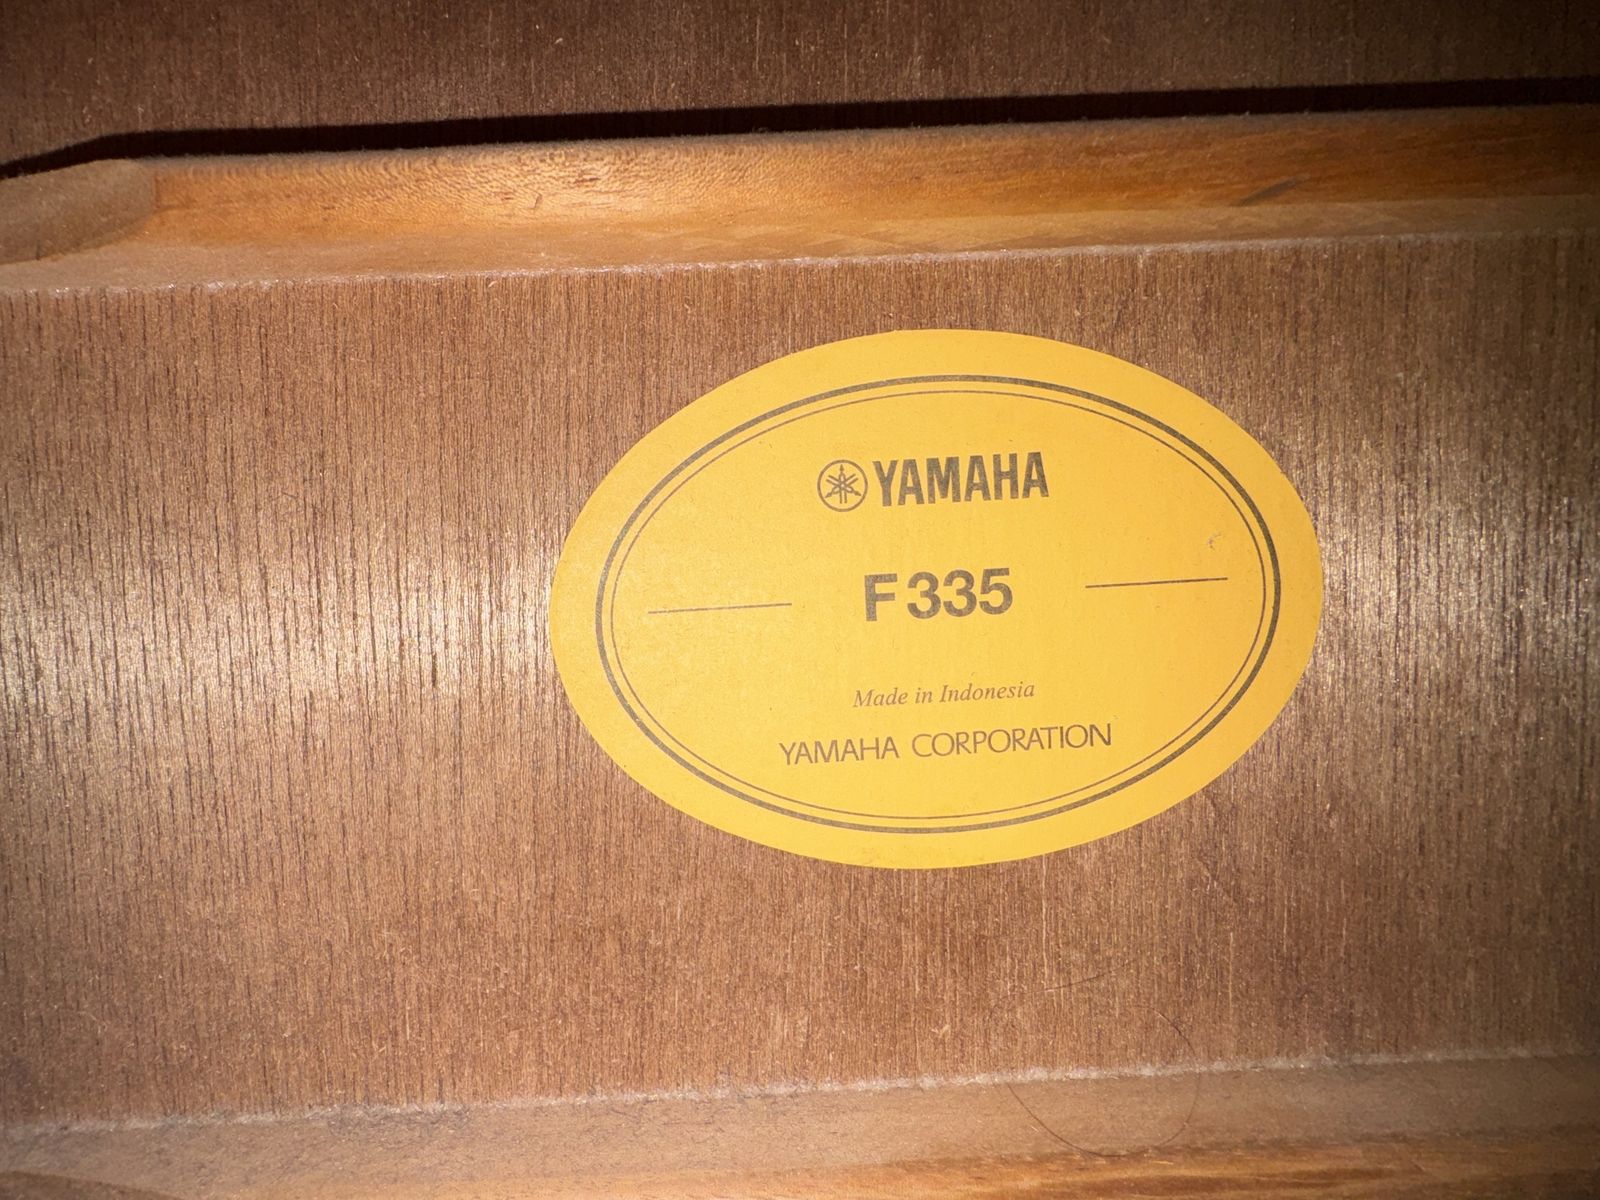 YAMAHA
F335
Made in Indonesia
YAMAHA CORPORATION